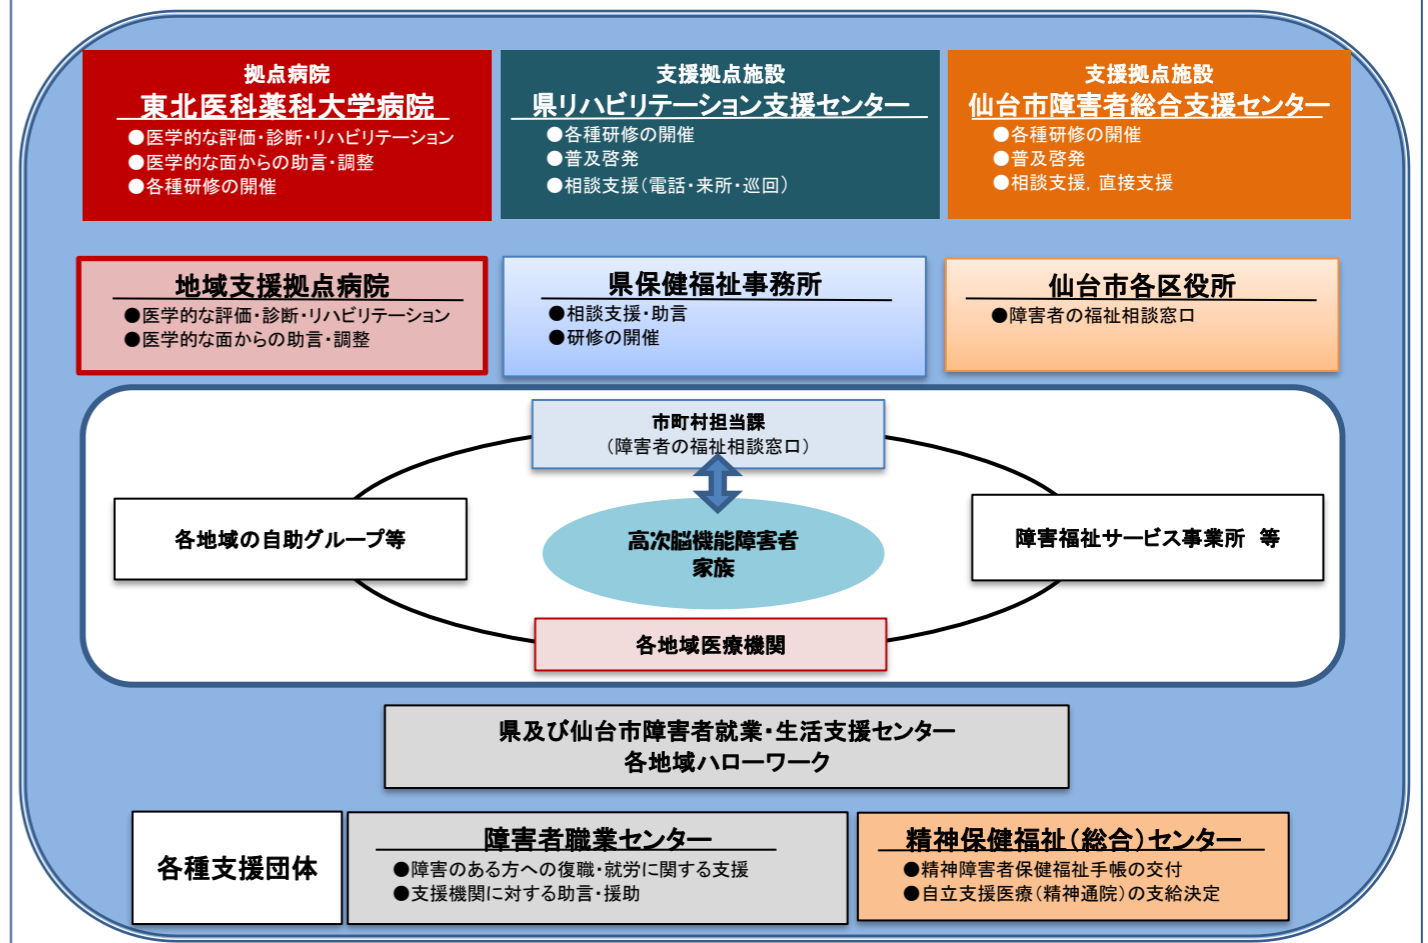 拠点病院
東北医科薬科大学病院
●医学的な評価・診断・リハビリテーション
●医学的な面からの助言・調整
●各種研修の開催
支援拠点施設
県リハビリテーション支援センター
●各種研修の開催
●普及啓発
●相談支援（電話・来所・巡回）
支援拠点施設
仙台市障害者総合支援センター
●各種研修の開催
●普及啓発
●相談支援，直接支援
地域支援拠点病院
●医学的な評価・診断・リハビリテーション
●医学的な面からの助言・調整
県保健福祉事務所
●相談支援・助言
●研修の開催
仙台市各区役所
●障害者の福祉相談窓口
市町村担当課
（障害者の福祉相談窓口）
各地域の自助グループ等
高次脳機能障害者
家族
障害福祉サービス事業所　等
各地域医療機関
県及び仙台市障害者就業・生活支援センター
各地域ハローワーク
各種支援団体
障害者職業センター
●障害のある方への復職・就労に関する支援
●支援機関に対する助言・援助
精神保健福祉（総合）センター
●精神障害者保健福祉手帳の交付
●自立支援医療（精神通院）の支給決定